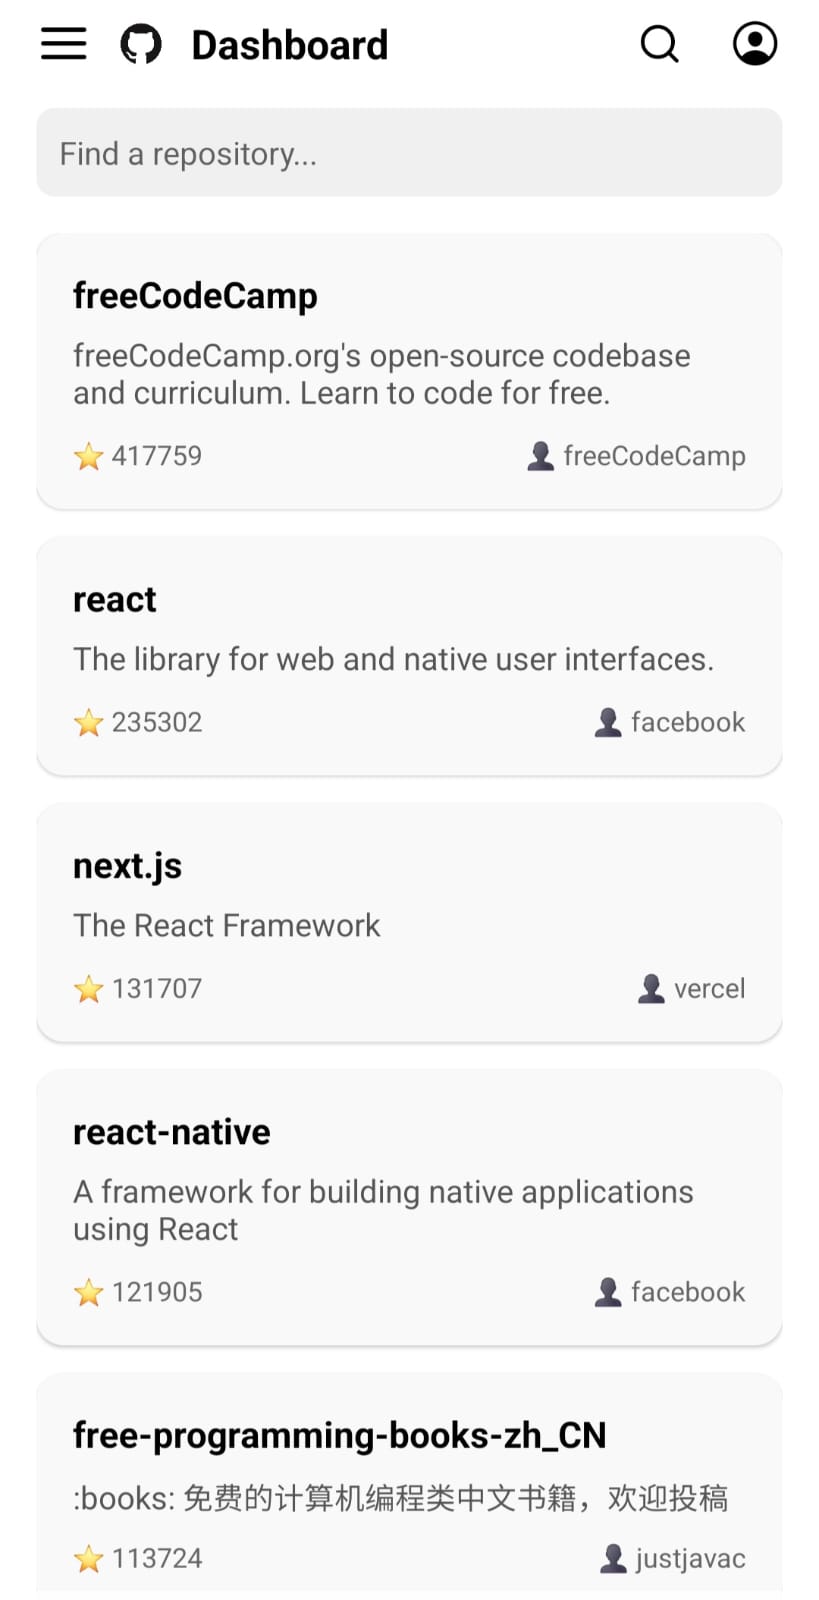 Dashboard
Find a repository...
freeCodeCamp
freeCodeCamp.org's open-source codebase
and curriculum. Learn to code for free.
⭐ 417759 👤 freeCodeCamp
react
The library for web and native user interfaces.
⭐ 235302 👤 facebook
next.js
The React Framework
⭐ 131707 👤 vercel
react-native
A framework for building native applications
using React
⭐ 121905 👤 facebook
free-programming-books-zh_CN
:books: 免费的计算机编程类中文书籍，欢迎投稿
⭐ 113724 👤 justjavac